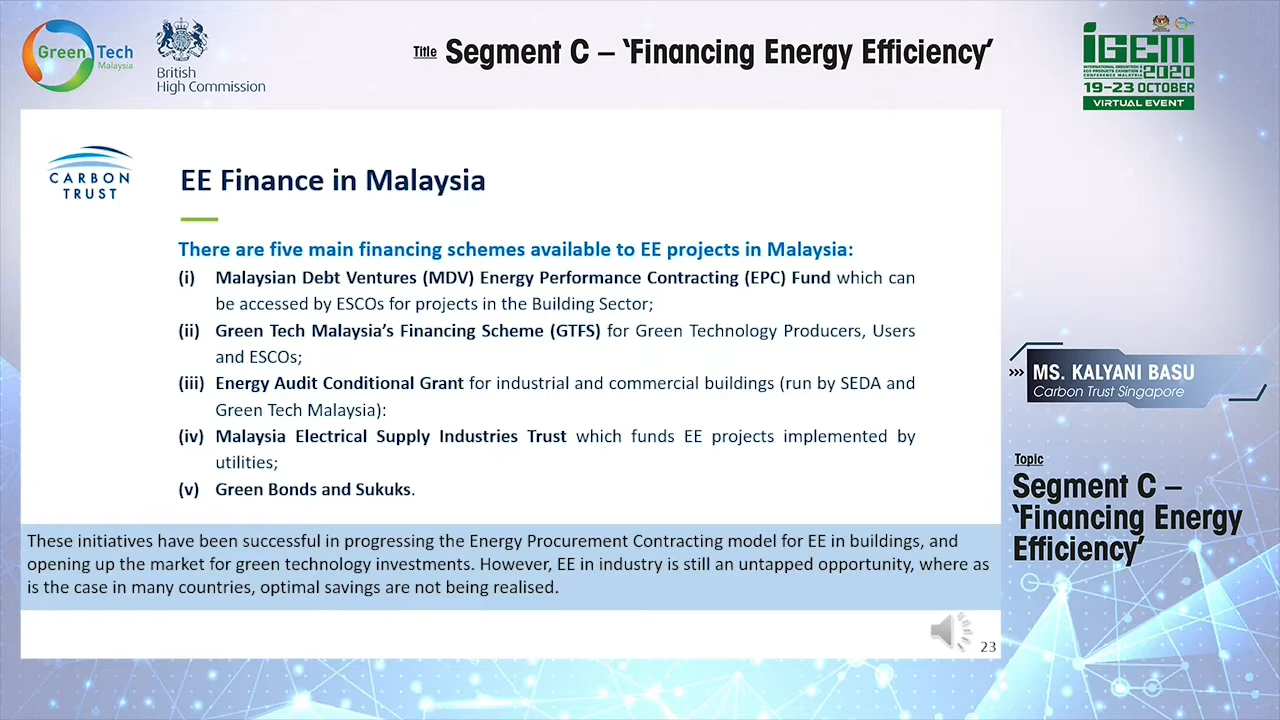 GreenTech
Malaysia
British
High Commission
Title Segment C – ‘Financing Energy Efficiency’
iGEM
INTERNATIONAL GREENTECH &
ECO PRODUCTS EXHIBITION &
CONFERENCE MALAYSIA 2020
19–23 OCTOBER
VIRTUAL EVENT
CARBON
TRUST
EE Finance in Malaysia
There are five main financing schemes available to EE projects in Malaysia:
(i) Malaysian Debt Ventures (MDV) Energy Performance Contracting (EPC) Fund which can
be accessed by ESCOs for projects in the Building Sector;
(ii) Green Tech Malaysia’s Financing Scheme (GTFS) for Green Technology Producers, Users
and ESCOs;
(iii) Energy Audit Conditional Grant for industrial and commercial buildings (run by SEDA and
Green Tech Malaysia):
(iv) Malaysia Electrical Supply Industries Trust which funds EE projects implemented by
utilities;
(v) Green Bonds and Sukuks.
These initiatives have been successful in progressing the Energy Procurement Contracting model for EE in buildings, and
opening up the market for green technology investments. However, EE in industry is still an untapped opportunity, where as
is the case in many countries, optimal savings are not being realised.
23
MS. KALYANI BASU
Carbon Trust Singapore
Topic
Segment C –
‘Financing Energy
Efficiency’